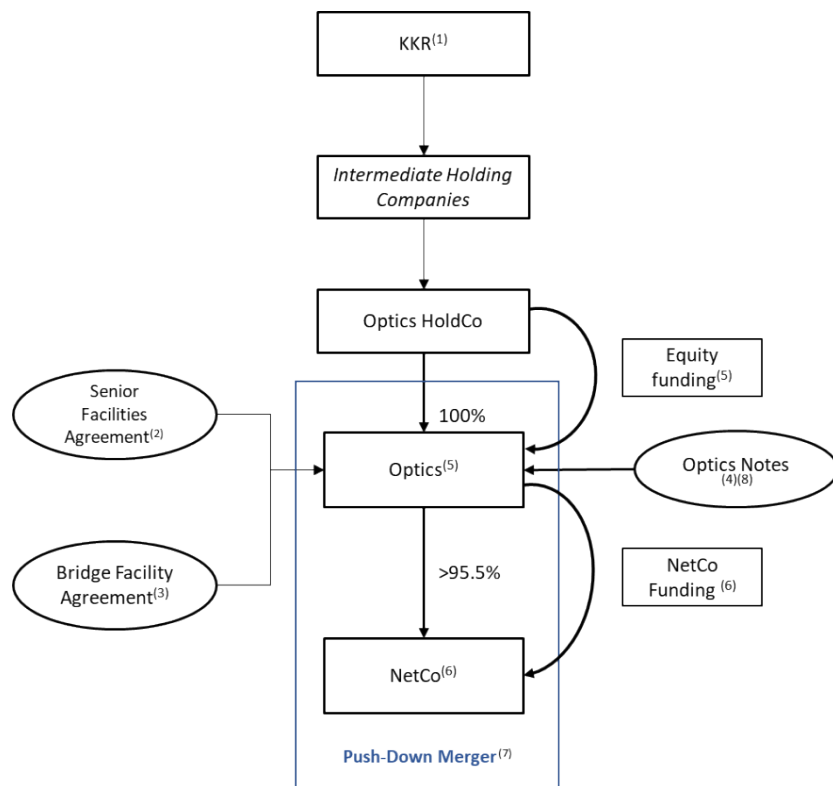 KKR(1)
Intermediate Holding
Companies
Optics HoldCo
Equity
funding(5)
Senior
Facilities
Agreement(2)
100%
Optics(5)
Optics Notes
(4)(8)
Bridge Facility
Agreement(3)
>95.5%
NetCo
Funding (6)
NetCo(6)
Push-Down Merger(7)